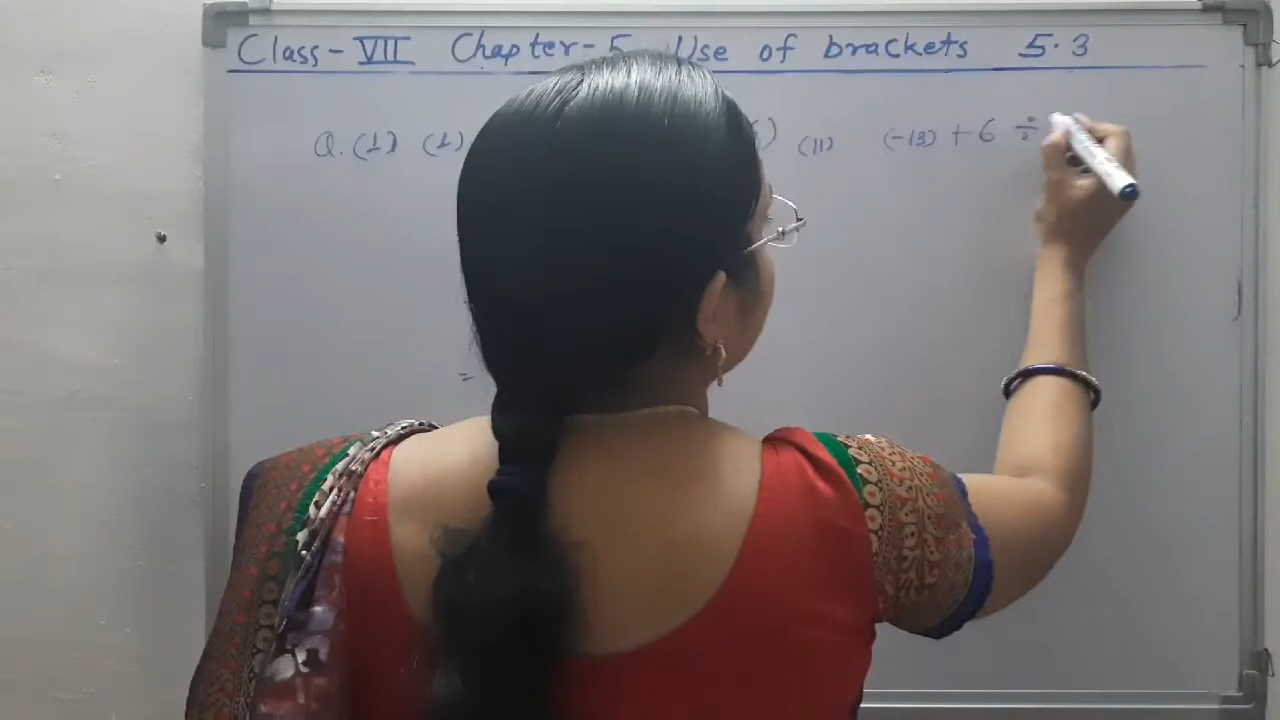 Class-VII Chapter-5 Use of brackets 5.3
Q.(1) (1) ) (11) (-13) + 6 ÷
=